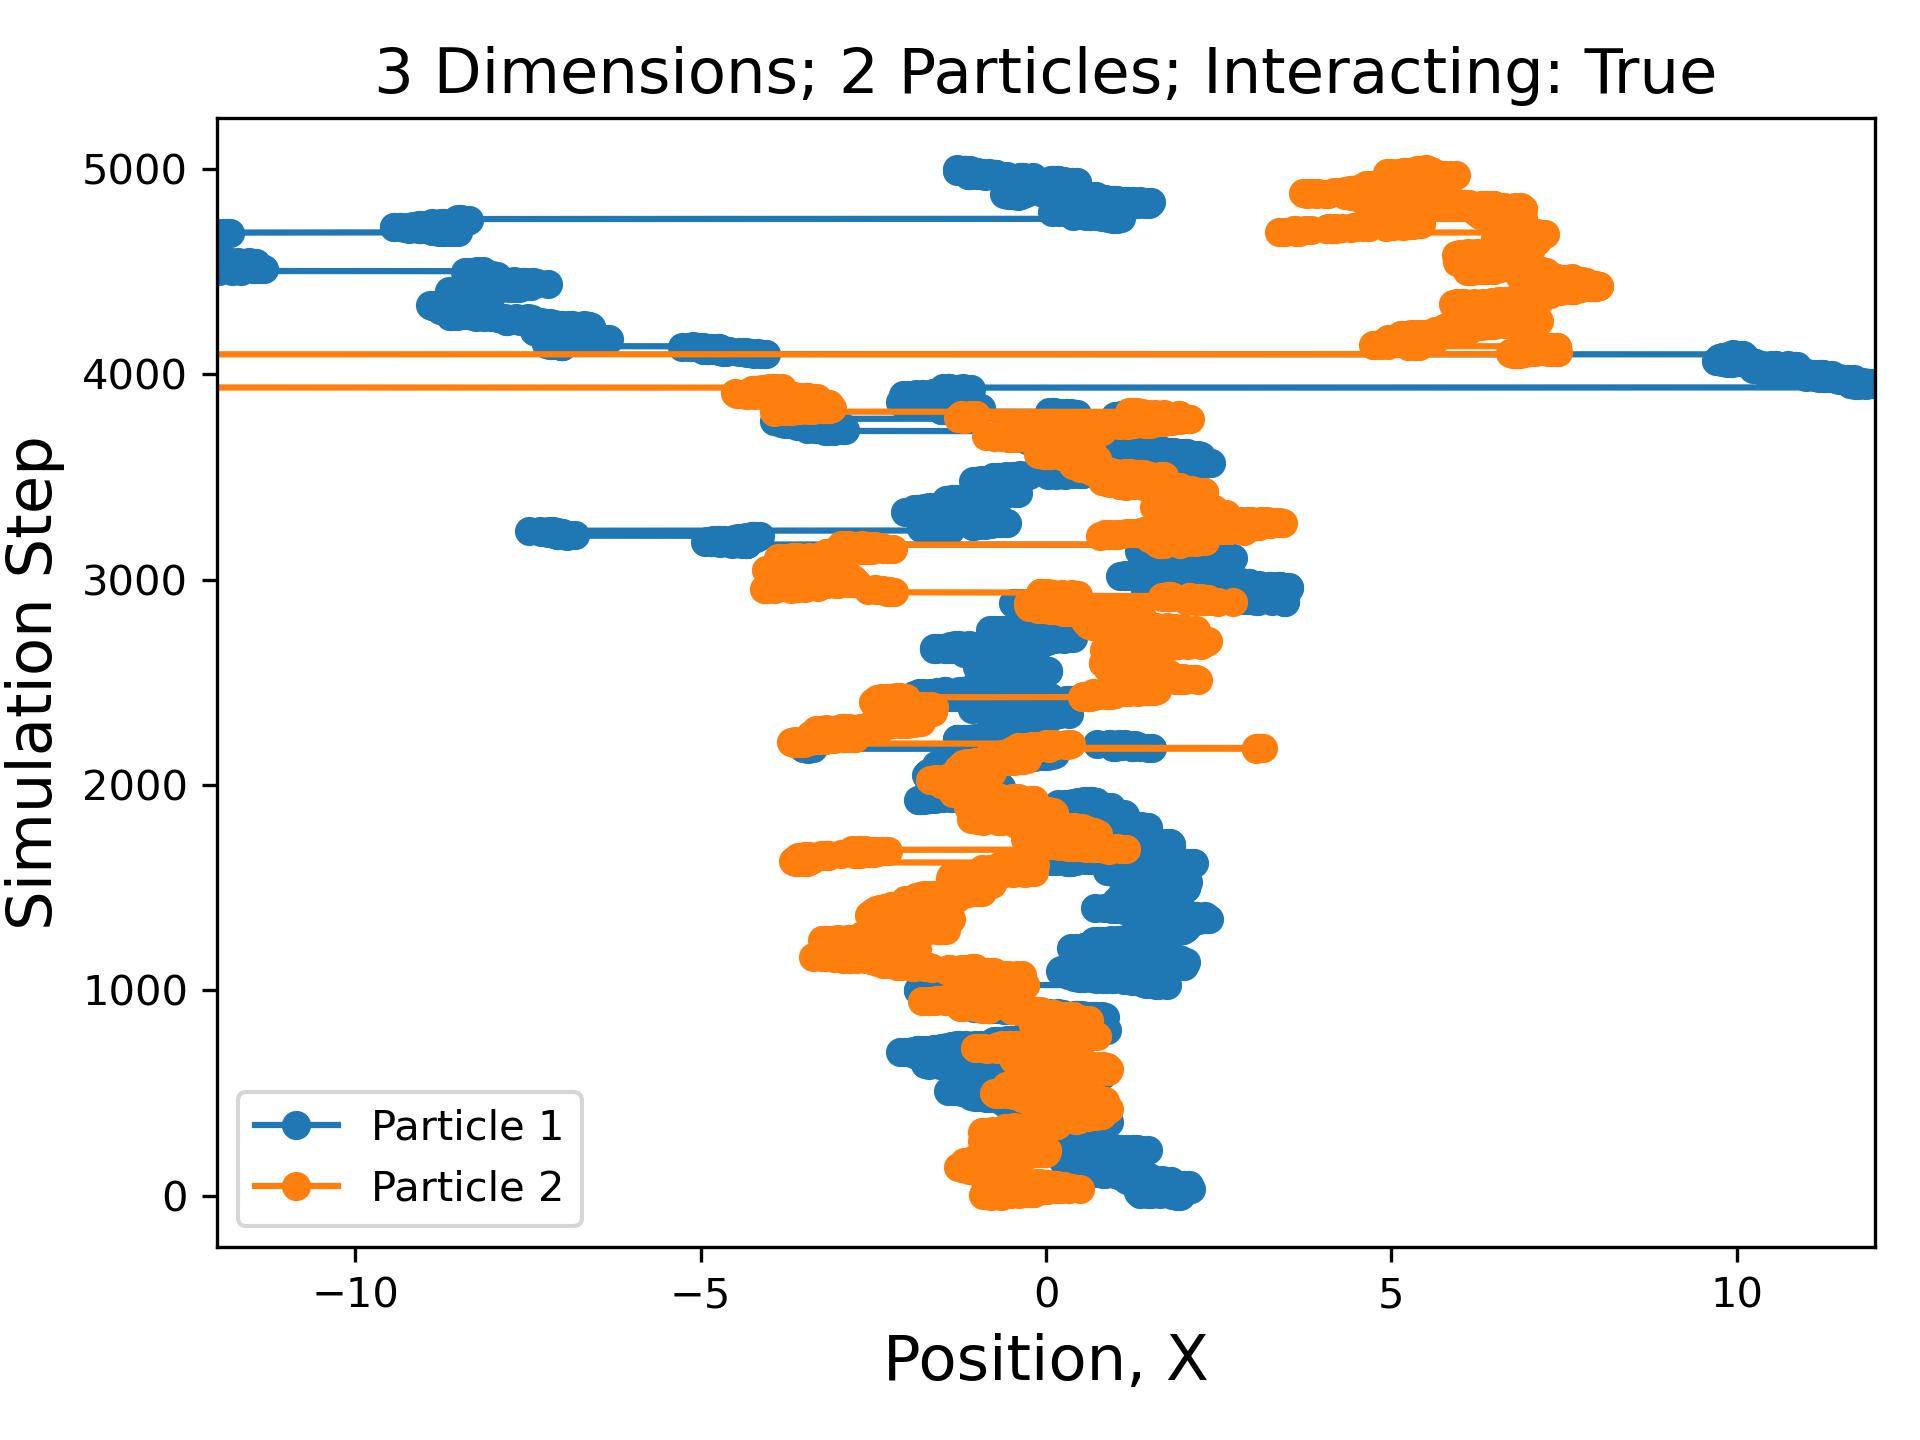 3 Dimensions; 2 Particles; Interacting: True
Simulation Step
5000
4000
3000
2000
1000
0
Particle 1
Particle 2
−10
−5
0
5
10
Position, X